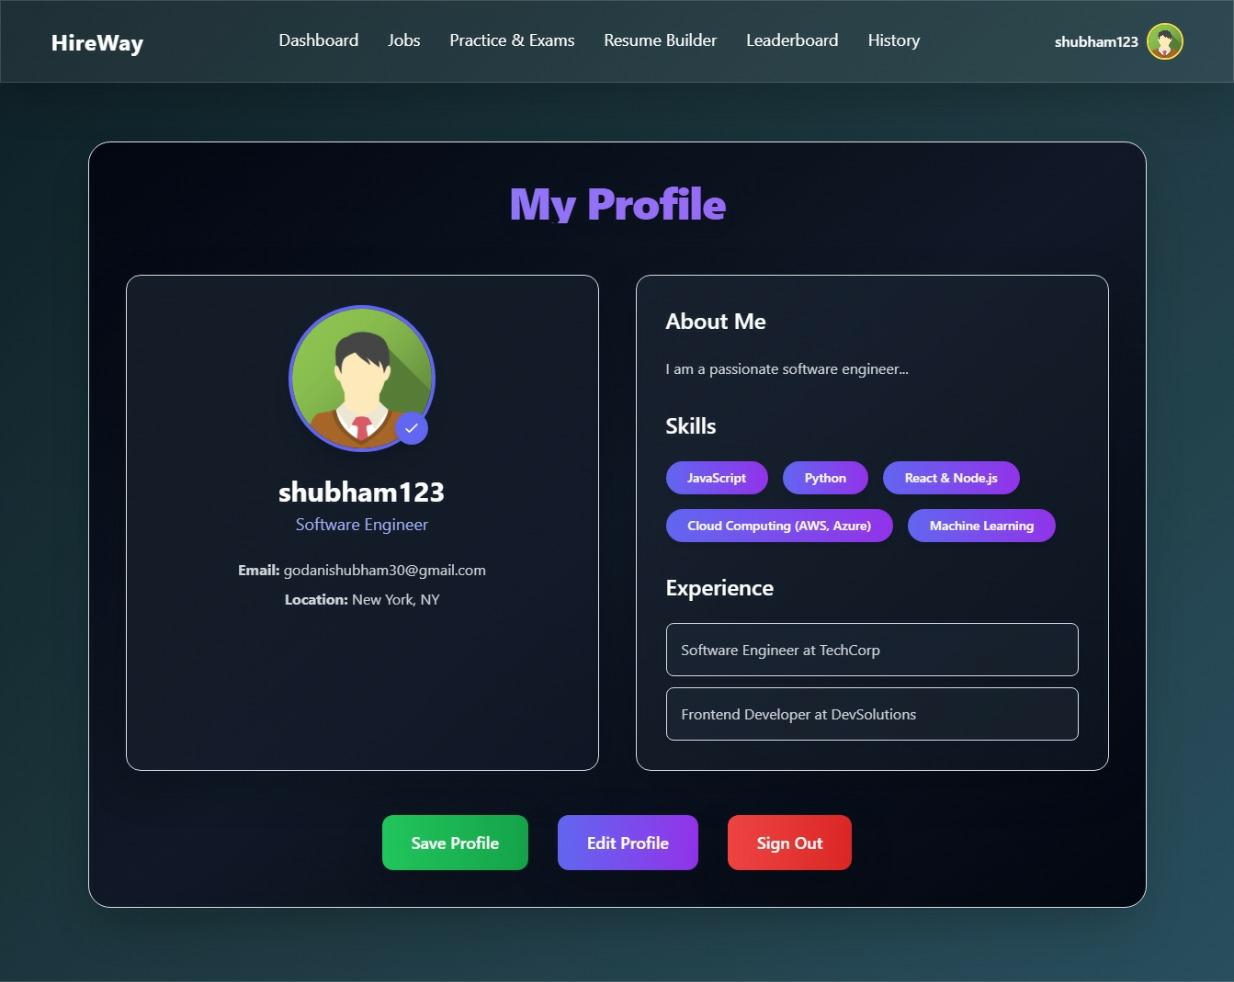 HireWay
Dashboard Jobs Practice & Exams Resume Builder Leaderboard History
shubham123
My Profile
shubham123
Software Engineer
Email: godanishubham30@gmail.com
Location: New York, NY
About Me
I am a passionate software engineer...
Skills
JavaScript Python React & Node.js
Cloud Computing (AWS, Azure) Machine Learning
Experience
Software Engineer at TechCorp
Frontend Developer at DevSolutions
Save Profile Edit Profile Sign Out